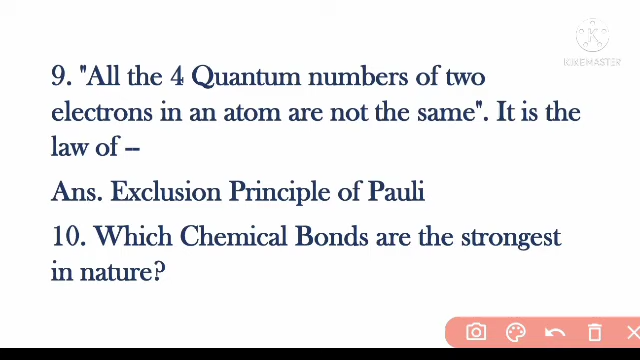 KINEMASTER
9. "All the 4 Quantum numbers of two
electrons in an atom are not the same". It is the
law of --
Ans. Exclusion Principle of Pauli
10. Which Chemical Bonds are the strongest
in nature?